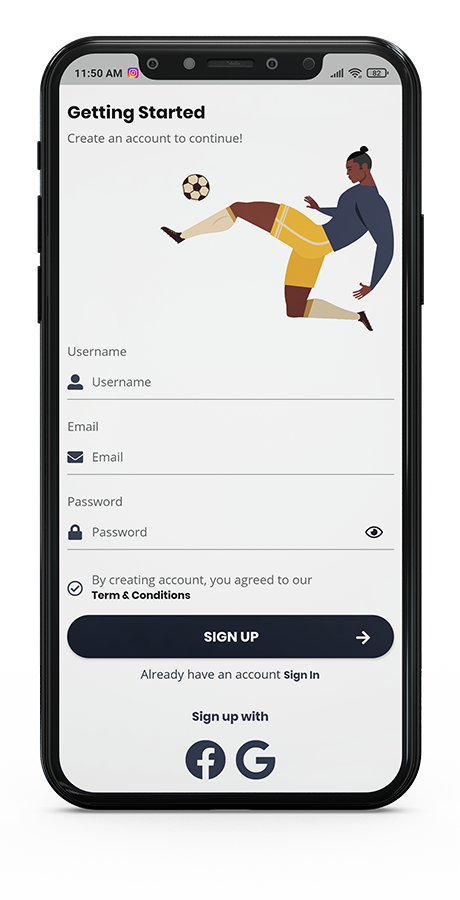 11:50 AM
82
Getting Started
Create an account to continue!
Username
Username
Email
Email
Password
Password
By creating account, you agreed to our
Term & Conditions
SIGN UP
Already have an account Sign In
Sign up with